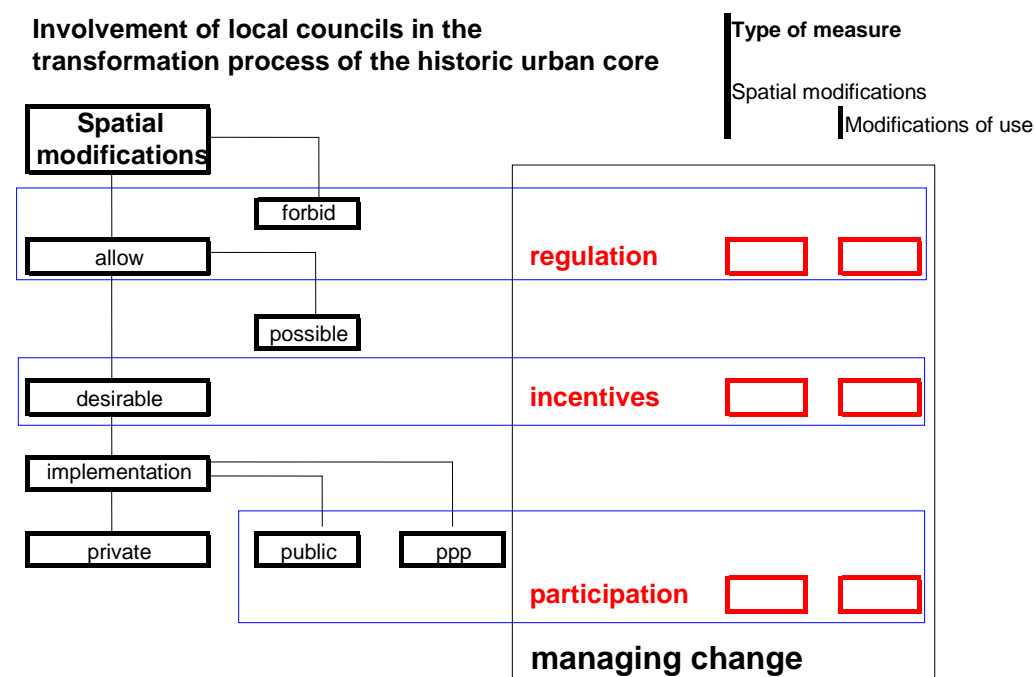 Involvement of local councils in the
transformation process of the historic urban core
Type of measure
Spatial modifications
Modifications of use
Spatial
modifications
forbid
allow
regulation
possible
desirable
incentives
implementation
private
public
ppp
participation
managing change